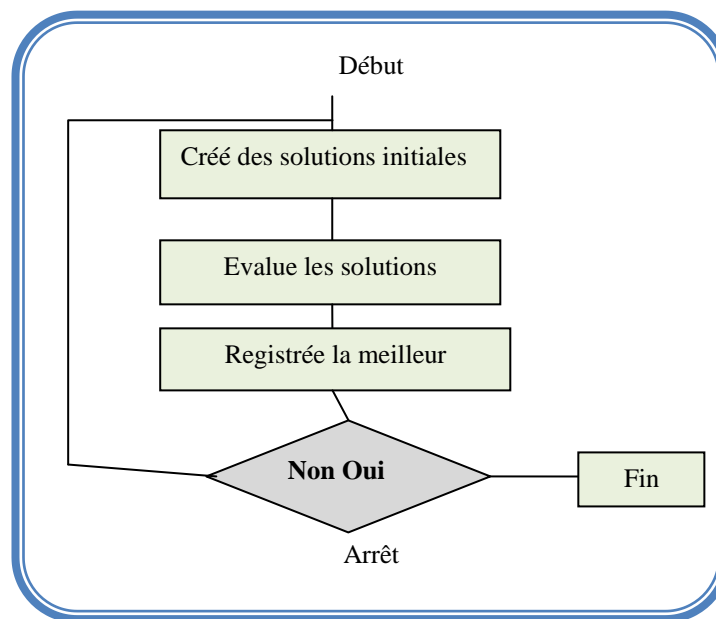 Début
Créé des solutions initiales
Evalue les solutions
Registrée la meilleur
Non Oui
Fin
Arrêt